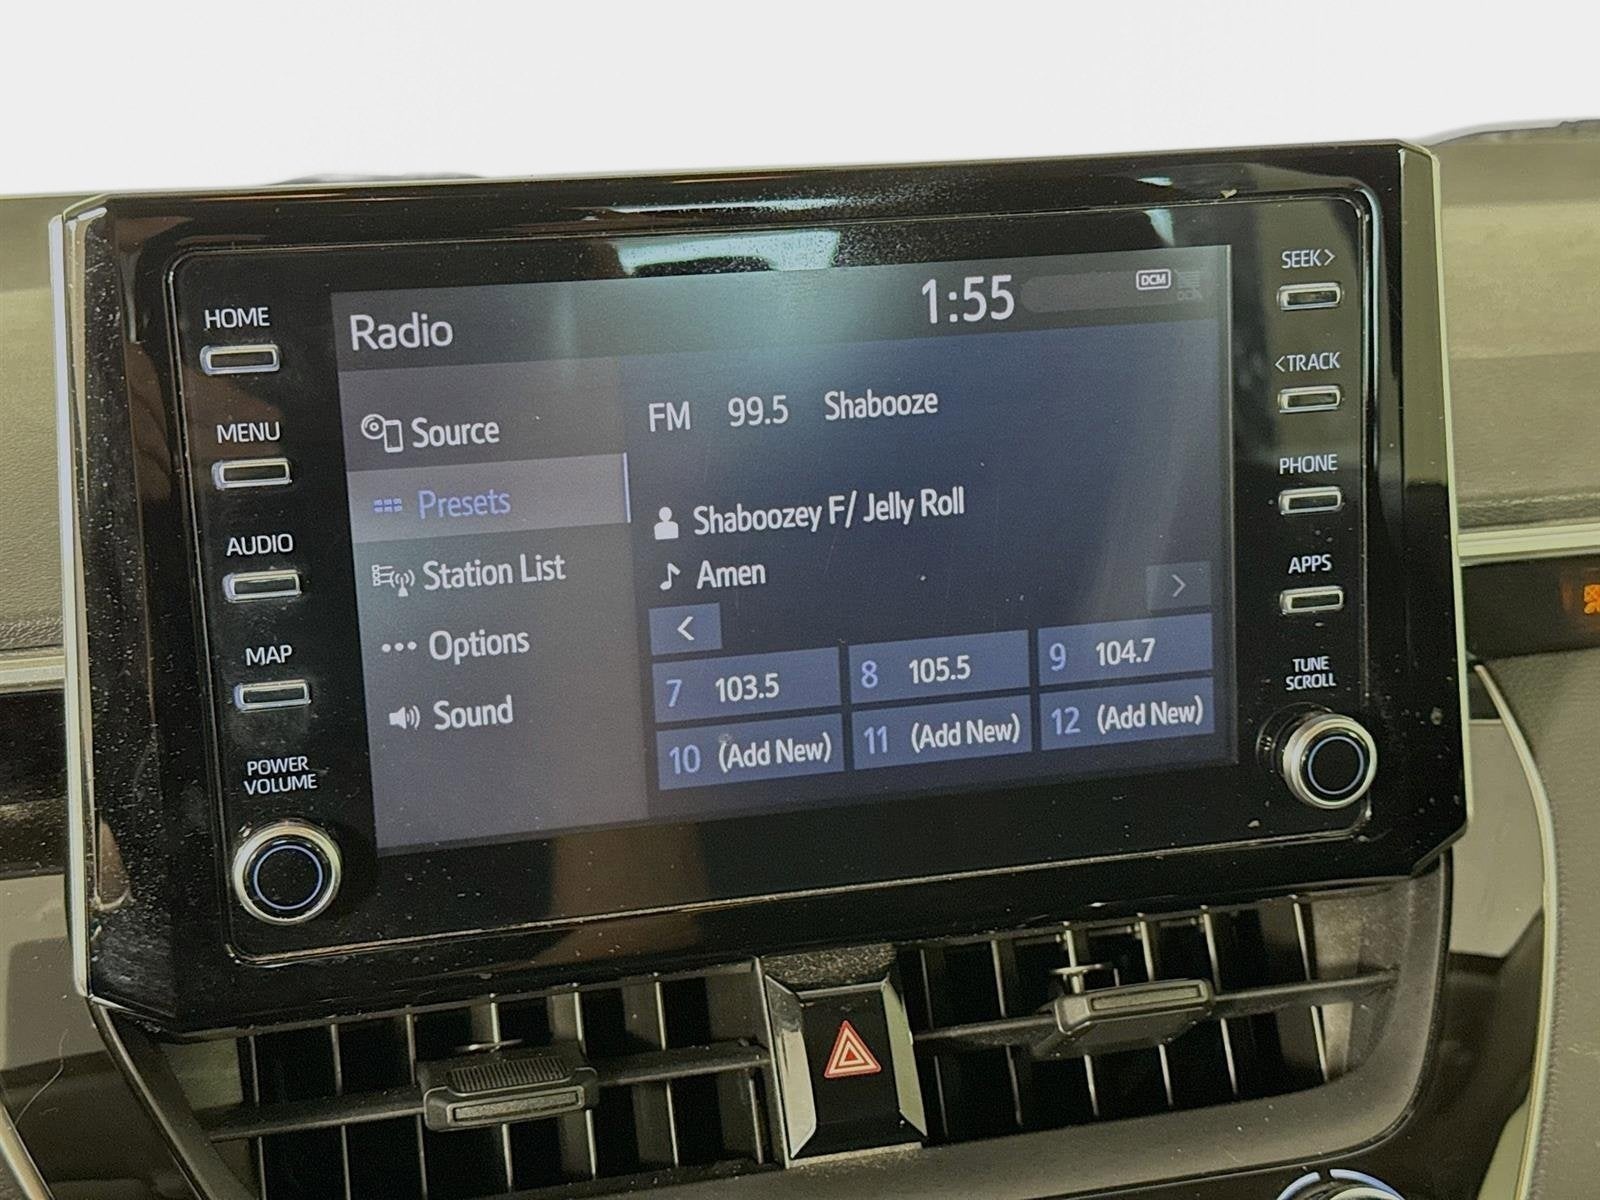 HOME
MENU
AUDIO
MAP
POWER
VOLUME
Radio
1:55
DCM
Source
Presets
Station List
Options
Sound
FM 99.5 Shabooze
Shaboozey F/ Jelly Roll
Amen
<
>
7 103.5
8 105.5
9 104.7
10 (Add New)
11 (Add New)
12 (Add New)
SEEK>
<TRACK
PHONE
APPS
TUNE
SCROLL